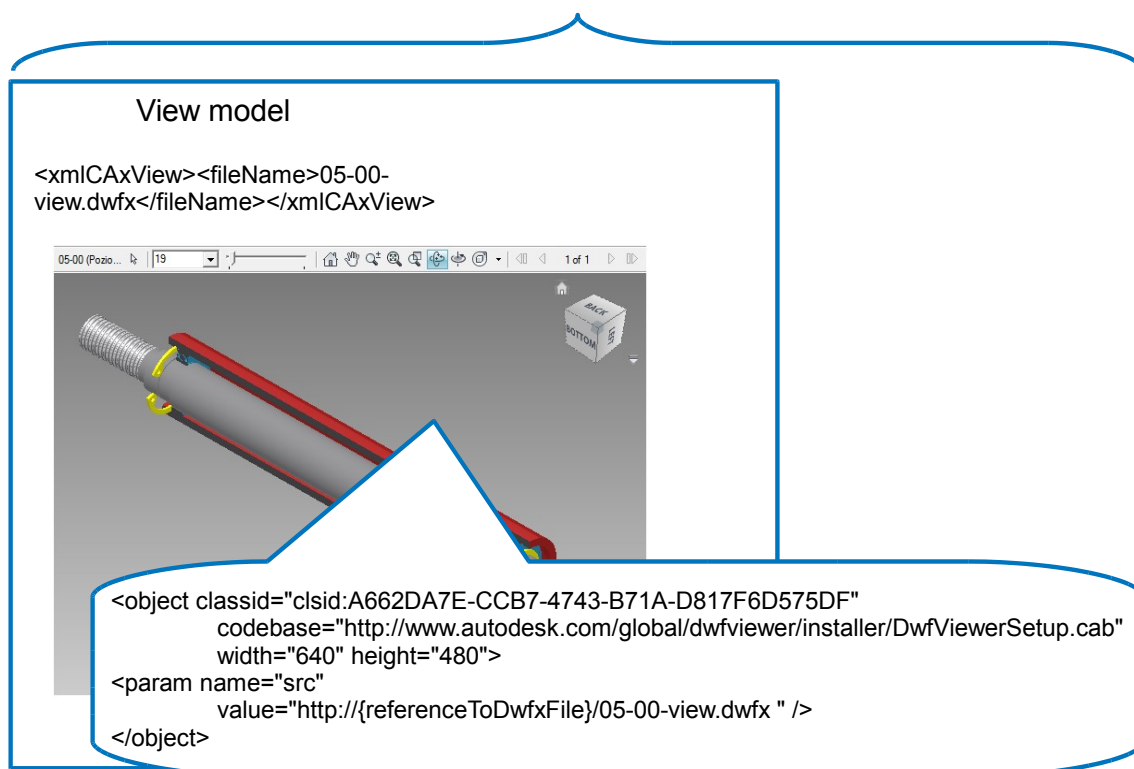 View model
<xmlCAxView><fileName>05-00-
view.dwfx</fileName></xmlCAxView>
05-00 (Pozio...
19
1 of 1
BACK
BOTTOM
LEFT
<object classid="clsid:A662DA7E-CCB7-4743-B71A-D817F6D575DF"
codebase="http://www.autodesk.com/global/dwfviewer/installer/DwfViewerSetup.cab"
width="640" height="480">
<param name="src"
value="http://{referenceToDwfxFile}/05-00-view.dwfx " />
</object>